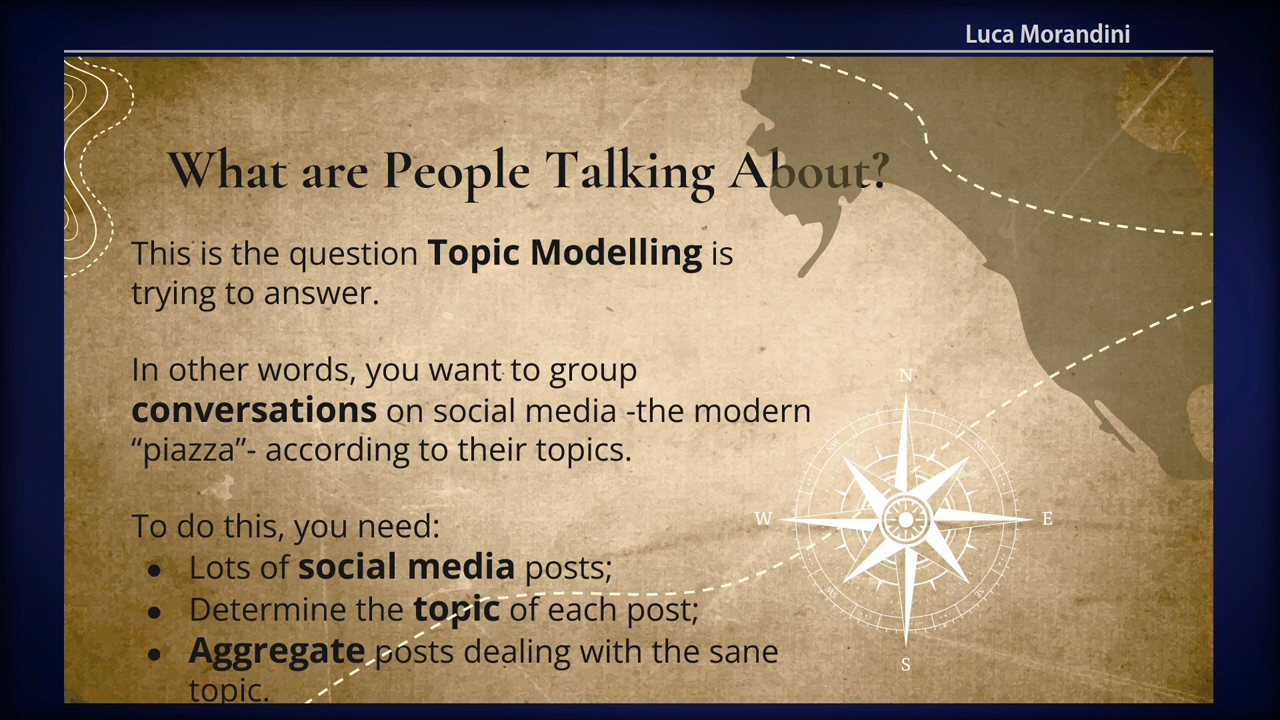 Luca Morandini
What are People Talking About?
This is the question Topic Modelling is
trying to answer.
In other words, you want to group
conversations on social media -the modern
“piazza”- according to their topics.
To do this, you need:
● Lots of social media posts;
● Determine the topic of each post;
● Aggregate posts dealing with the sane
topic.
N
W
E
S